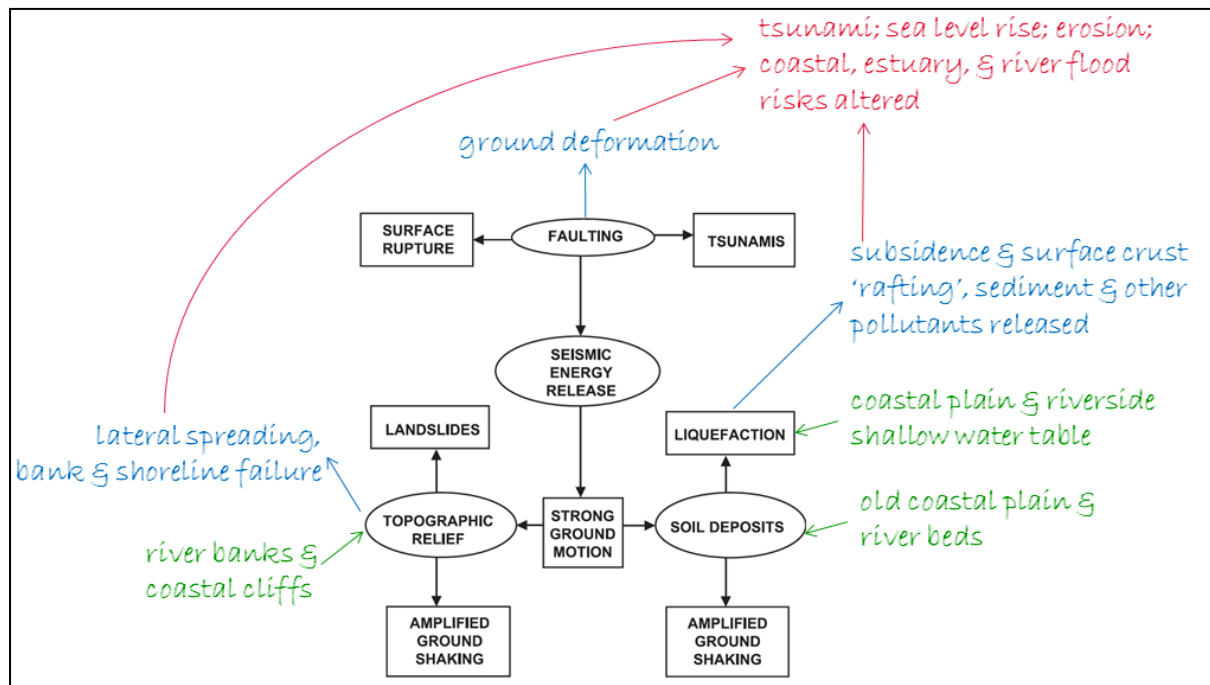 tsunami; sea level rise; erosion;
coastal, estuary, & river flood
risks altered
ground deformation
SURFACE
RUPTURE
FAULTING
TSUNAMIS
subsidence & surface crust
‘rafting’, sediment & other
pollutants released
SEISMIC
ENERGY
RELEASE
LANDSLIDES
LIQUEFACTION
coastal plain & riverside
shallow water table
lateral spreading,
bank & shoreline failure
TOPOGRAPHIC
RELIEF
STRONG
GROUND
MOTION
SOIL DEPOSITS
old coastal plain &
river beds
river banks &
coastal cliffs
AMPLIFIED
GROUND
SHAKING
AMPLIFIED
GROUND
SHAKING